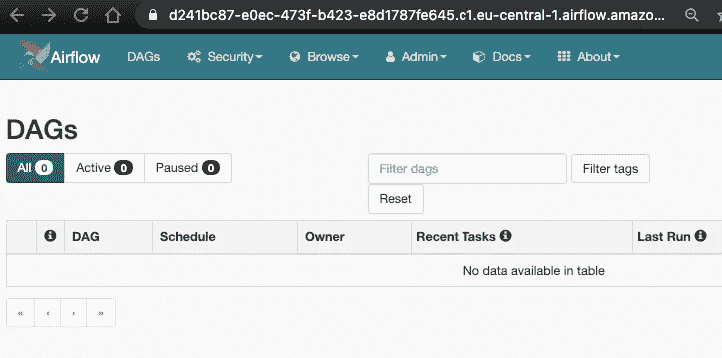 d241bc87-e0ec-473f-b423-e8d1787fe645.c1.eu-central-1.airflow.amazo...
Airflow DAGs Security Browse Admin Docs About
DAGs
All 0 Active 0 Paused 0 Filter dags Filter tags
Reset
DAG Schedule Owner Recent Tasks Last Run
No data available in table
« ‹ › »